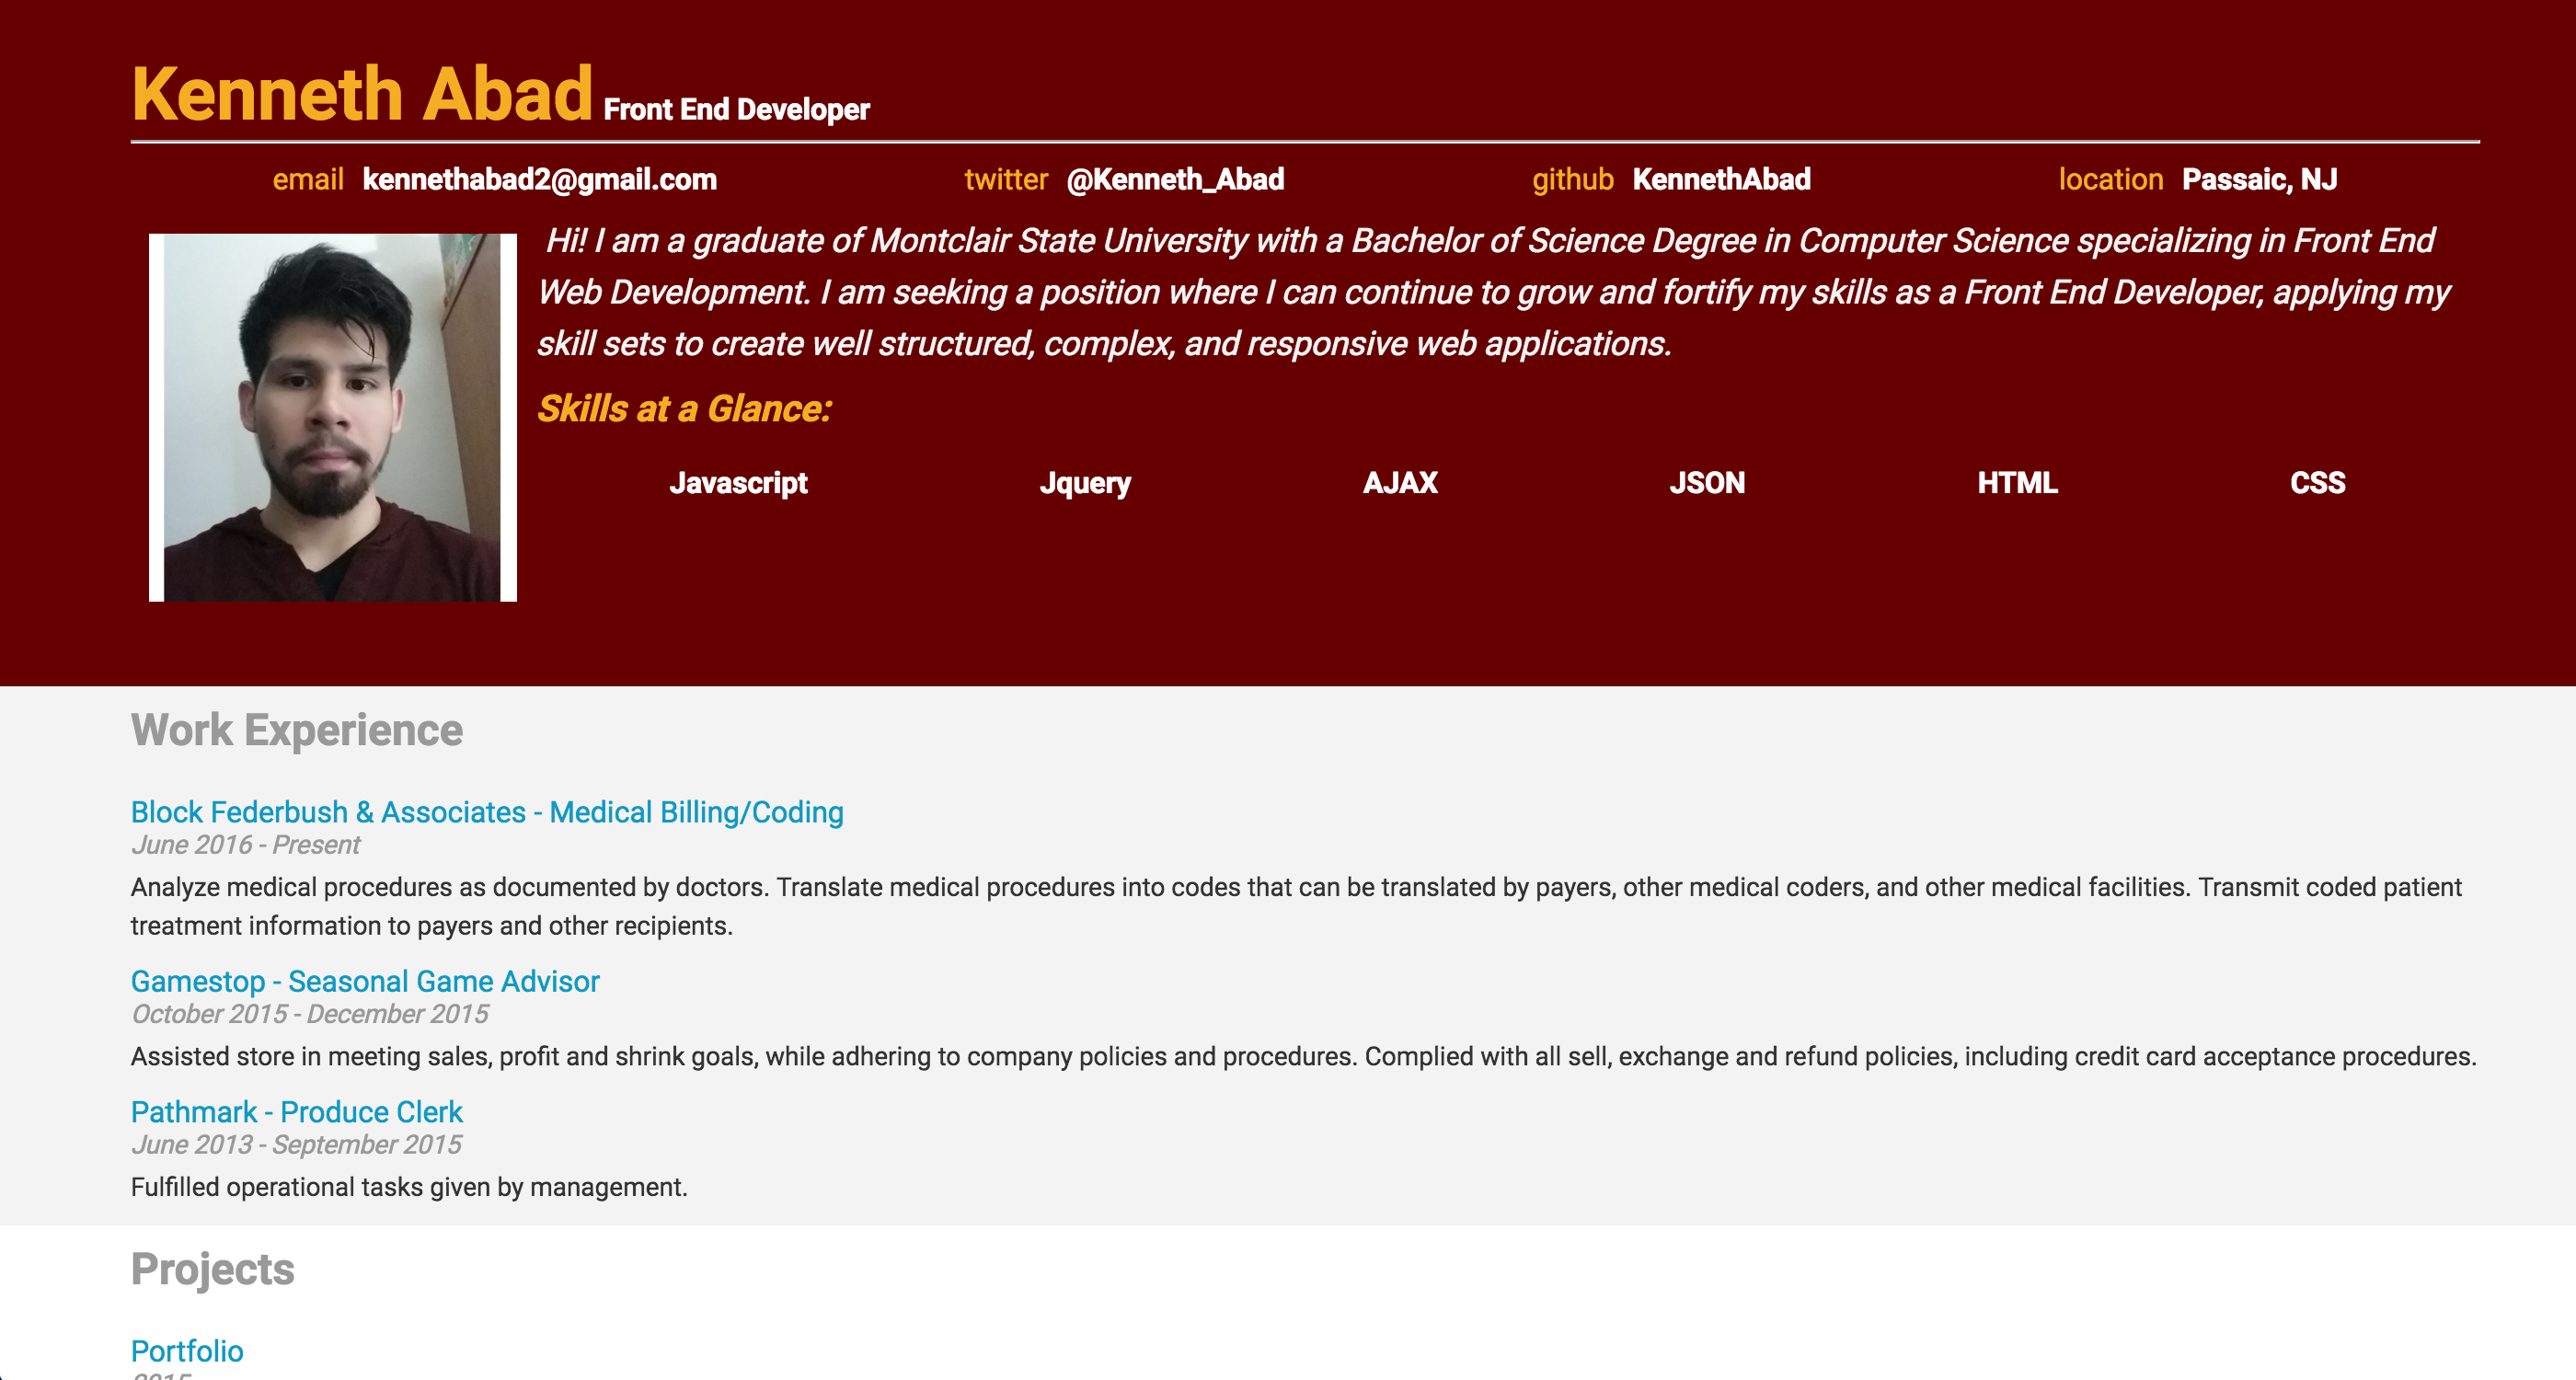 Kenneth Abad Front End Developer
email kennethabad2@gmail.com twitter @Kenneth_Abad github KennethAbad location Passaic, NJ
Hi! I am a graduate of Montclair State University with a Bachelor of Science Degree in Computer Science specializing in Front End
Web Development. I am seeking a position where I can continue to grow and fortify my skills as a Front End Developer, applying my
skill sets to create well structured, complex, and responsive web applications.
Skills at a Glance:
Javascript Jquery AJAX JSON HTML CSS
Work Experience
Block Federbush & Associates - Medical Billing/Coding
June 2016 - Present
Analyze medical procedures as documented by doctors. Translate medical procedures into codes that can be translated by payers, other medical coders, and other medical facilities. Transmit coded patient
treatment information to payers and other recipients.
Gamestop - Seasonal Game Advisor
October 2015 - December 2015
Assisted store in meeting sales, profit and shrink goals, while adhering to company policies and procedures. Complied with all sell, exchange and refund policies, including credit card acceptance procedures.
Pathmark - Produce Clerk
June 2013 - September 2015
Fulfilled operational tasks given by management.
Projects
Portfolio
2015